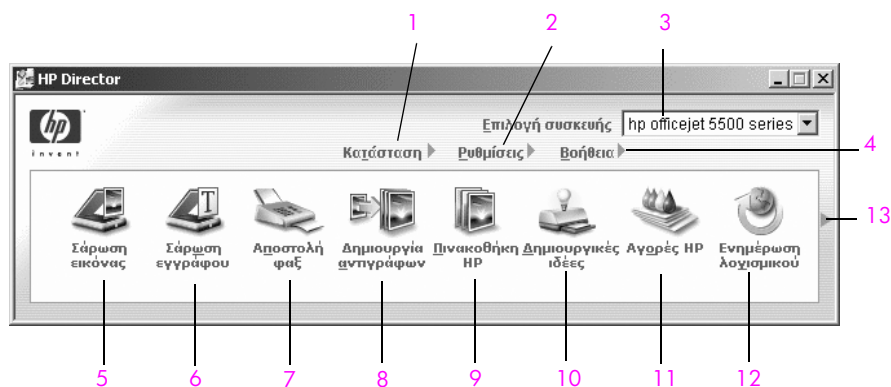 1 2 3
HP Director
hp
invent
Επιλογή συσκευής hp officejet 5500 series
Κατάσταση Ρυθμίσεις Βοήθεια 4
13
Σάρωση εικόνας
Σάρωση εγγράφου
Αποστολή φαξ
Δημιουργία αντιγράφων
Πινακοθήκη HP
Δημιουργικές ιδέες
Αγορές HP
Ενημέρωση λογισμικού
5 6 7 8 9 10 11 12